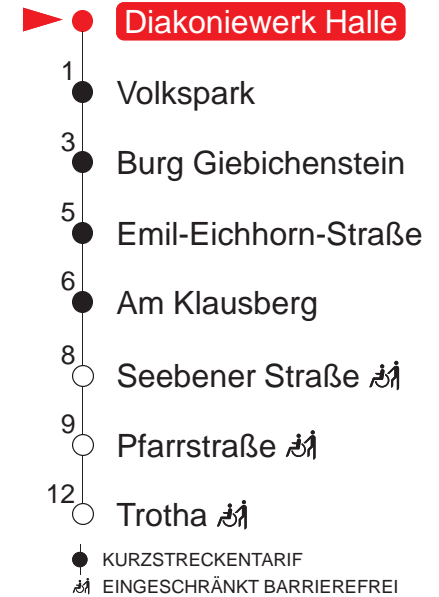 Diakoniewerk Halle
1
Volkspark
3
Burg Giebichenstein
5
Emil-Eichhorn-Straße
6
Am Klausberg
8
Seebener Straße
9
Pfarrstraße
12
Trotha
KURZSTRECKENTARIF
EINGESCHRÄNKT BARRIEREFREI